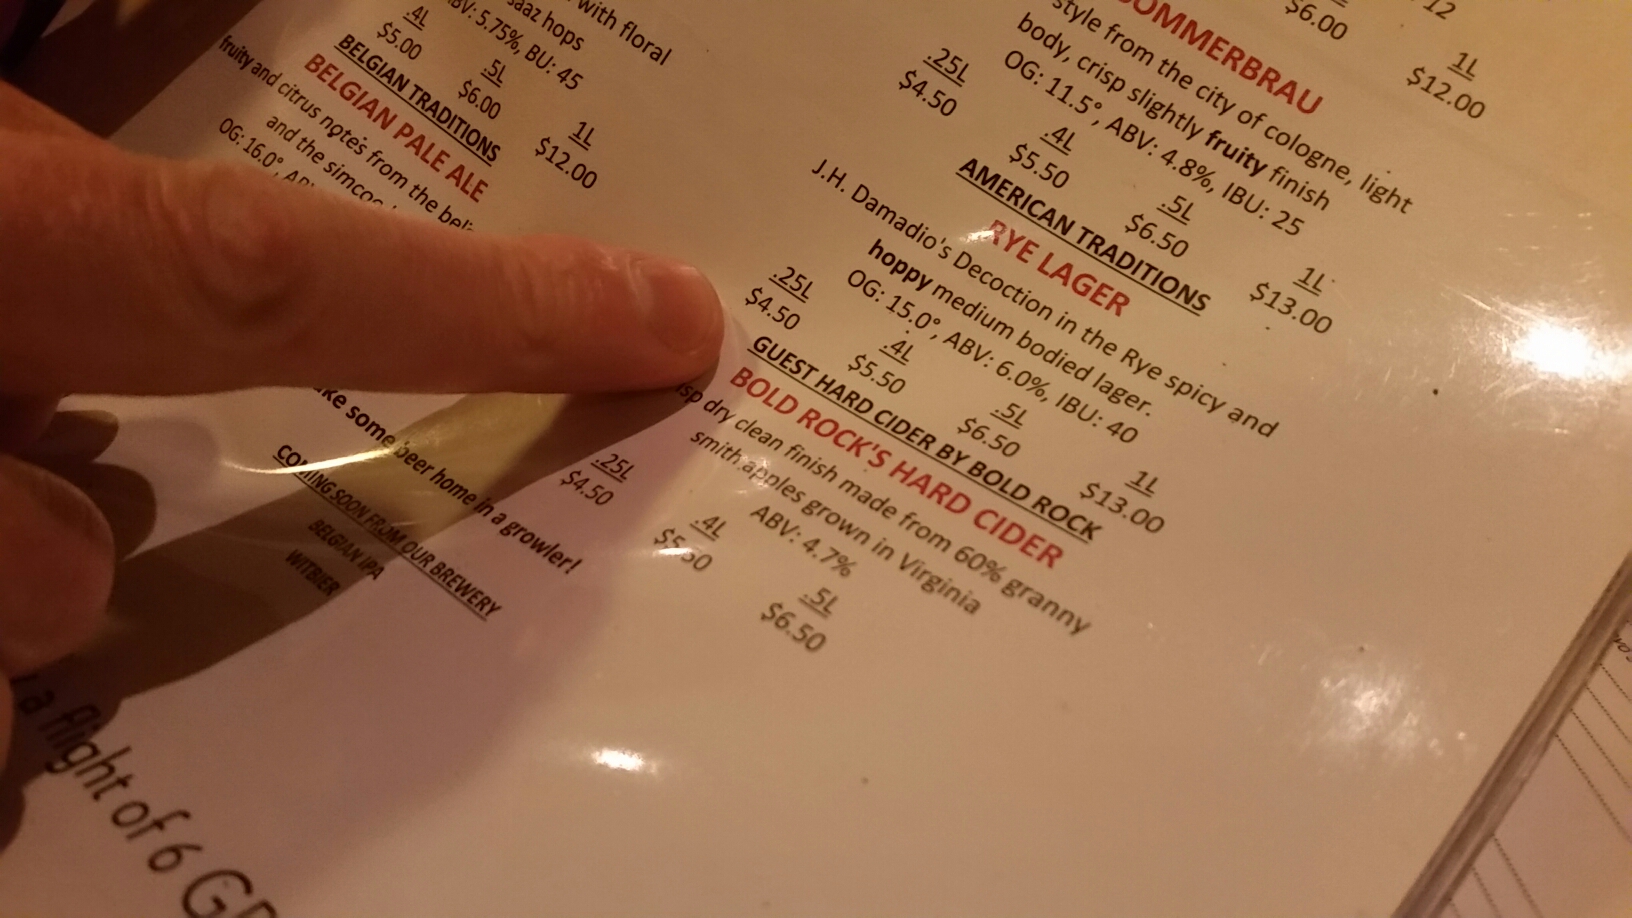 with floral
saaz hops
ABV: 5.75%, BU: 45
.4L .5L 1L
$5.00 $6.00 $12.00
BELGIAN TRADITIONS
BELGIAN PALE ALE
fruity and citrus notes from the
and the simcoe
OG: 16.0°,
some beer home in a growler!
COMING SOON FROM OUR BREWERY
BELGIAN IPA
WITBIER
a flight of 6
$6.00
1L
$12.00
SOMMERBRAU
style from the city of cologne, light
body, crisp slightly fruity finish
OG: 11.5°, ABV: 4.8%, IBU: 25
.25L .4L .5L 1L
$4.50 $5.50 $6.50 $13.00
AMERICAN TRADITIONS
RYE LAGER
J.H. Damadio's Decoction in the Rye spicy and
hoppy medium bodied lager.
OG: 15.0°, ABV: 6.0%, IBU: 40
.25L .4L .5L 1L
$4.50 $5.50 $6.50 $13.00
GUEST HARD CIDER BY BOLD ROCK
BOLD ROCK'S HARD CIDER
dry clean finish made from 60% granny
smith apples grown in Virginia
ABV: 4.7%
.25L .4L .5L
$4.50 $5.50 $6.50